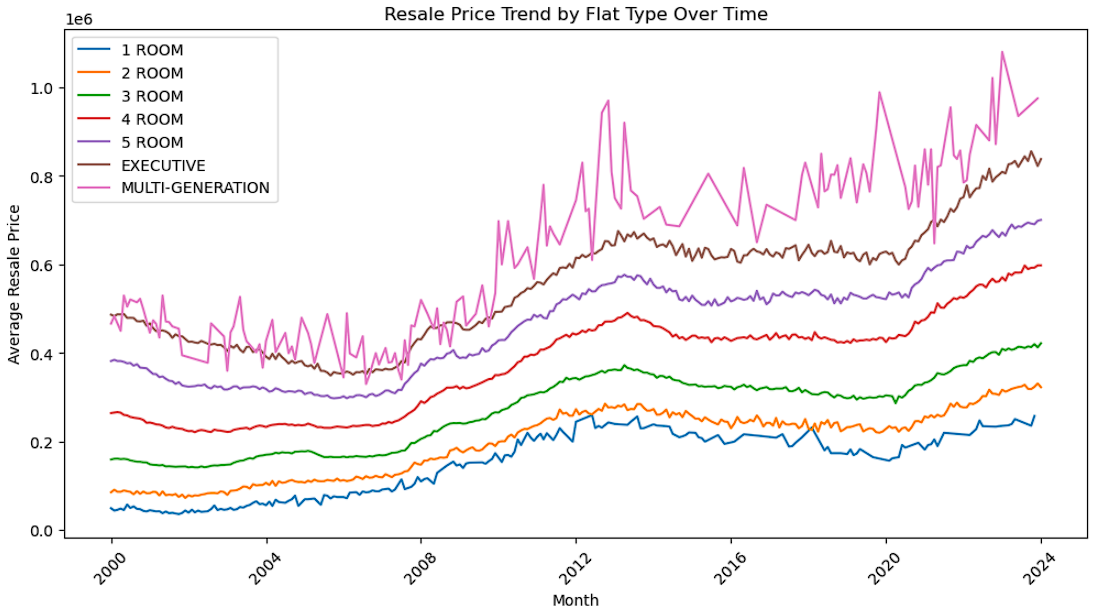 Resale Price Trend by Flat Type Over Time
1e6
1 ROOM
2 ROOM
3 ROOM
4 ROOM
5 ROOM
EXECUTIVE
MULTI-GENERATION
Average Resale Price
1.0
0.8
0.6
0.4
0.2
0.0
2000
2004
2008
2012
2016
2020
2024
Month